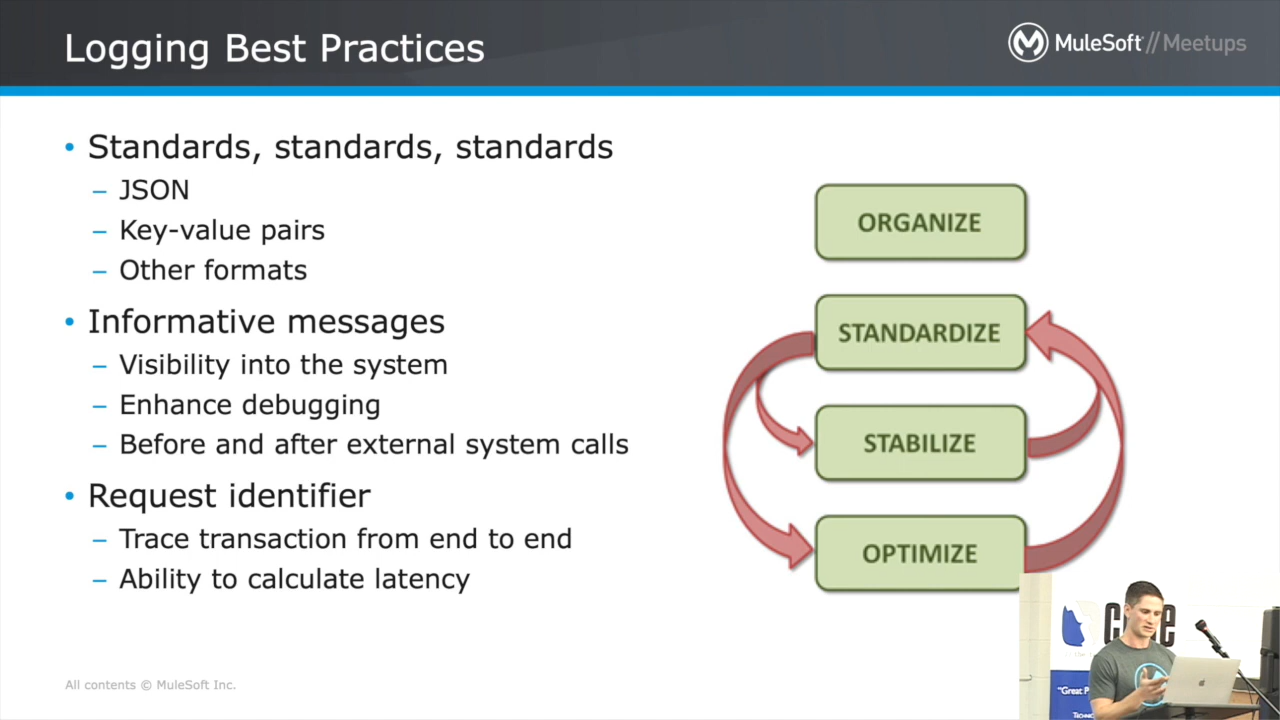 Logging Best Practices
MuleSoft // Meetups
• Standards, standards, standards
– JSON
– Key-value pairs
– Other formats
• Informative messages
– Visibility into the system
– Enhance debugging
– Before and after external system calls
• Request identifier
– Trace transaction from end to end
– Ability to calculate latency
ORGANIZE
STANDARDIZE
STABILIZE
OPTIMIZE
"Great P
All contents © MuleSoft Inc.